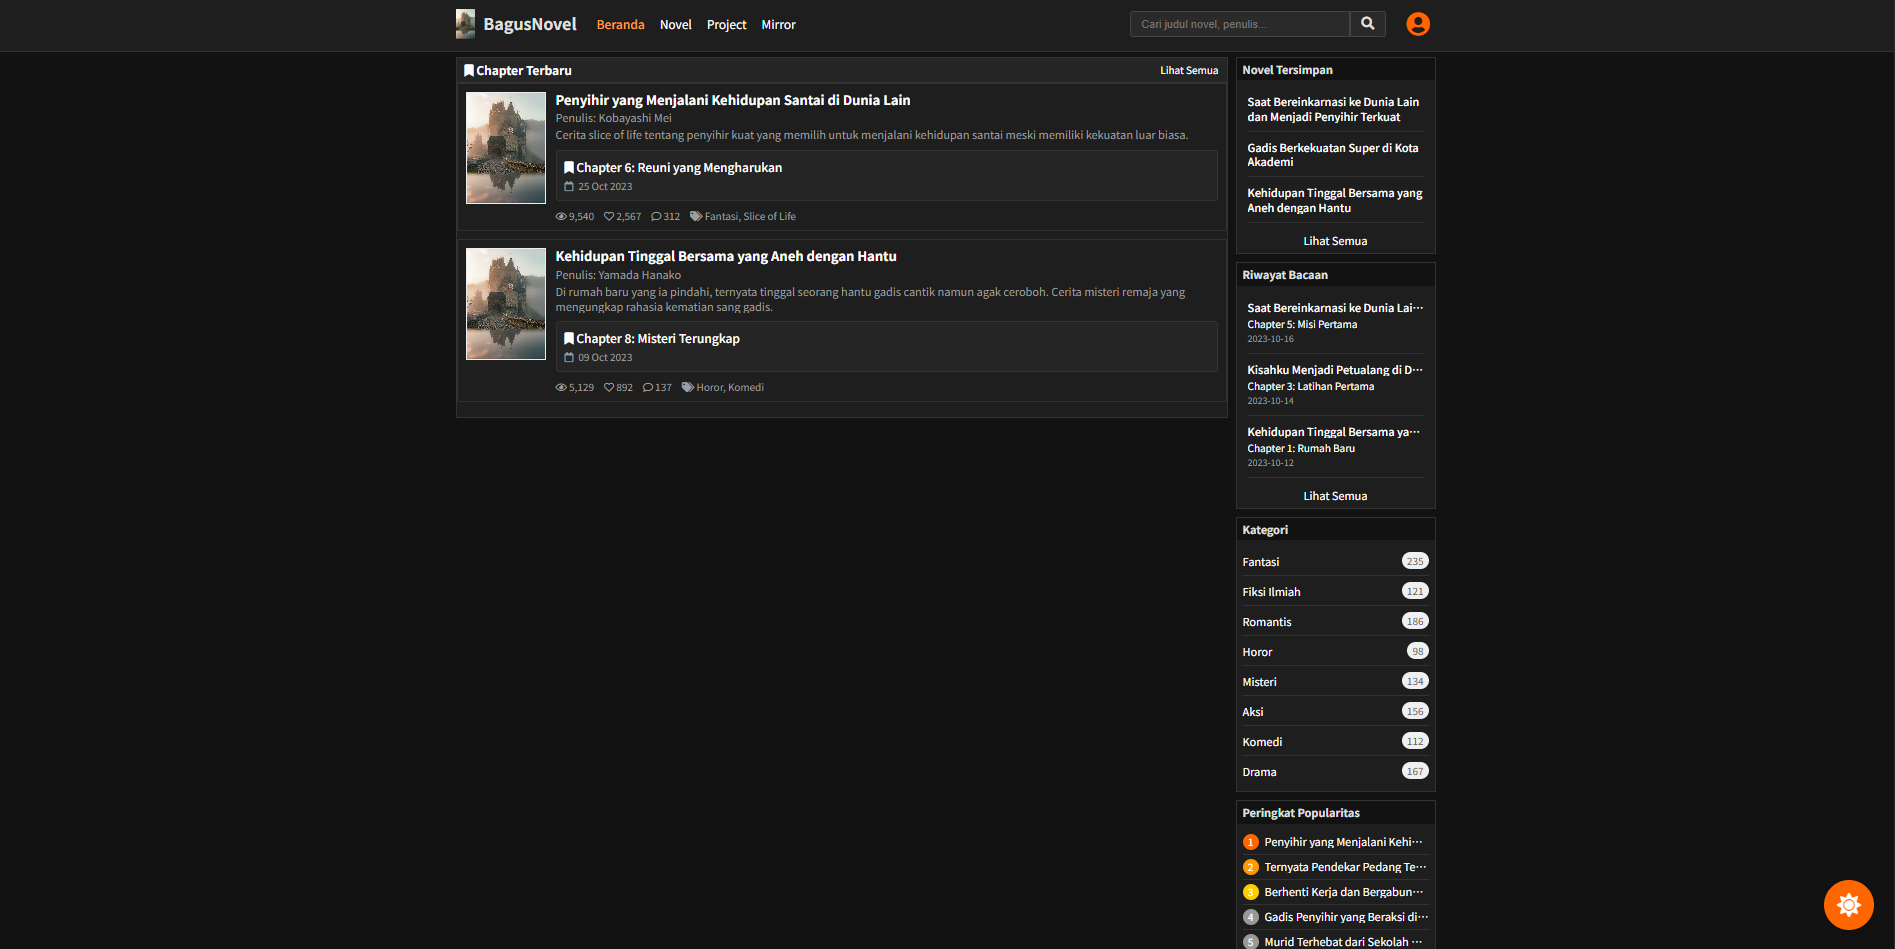 BagusNovel
Beranda
Novel
Project
Mirror
Cari judul novel, penulis...
Chapter Terbaru
Lihat Semua
Penyihir yang Menjalani Kehidupan Santai di Dunia Lain
Penulis: Kobayashi Mei
Cerita slice of life tentang penyihir kuat yang memilih untuk menjalani kehidupan santai meski memiliki kekuatan luar biasa.
Chapter 6: Reuni yang Mengharukan
25 Oct 2023
9,540
2,567
312
Fantasi, Slice of Life
Kehidupan Tinggal Bersama yang Aneh dengan Hantu
Penulis: Yamada Hanako
Di rumah baru yang ia pindahi, ternyata tinggal seorang hantu gadis cantik namun agak ceroboh. Cerita misteri remaja yang
mengungkap rahasia kematian sang gadis.
Chapter 8: Misteri Terungkap
09 Oct 2023
5,129
892
137
Horor, Komedi
Novel Tersimpan
Saat Bereinkarnasi ke Dunia Lain
dan Menjadi Penyihir Terkuat
Gadis Berkekuatan Super di Kota
Akademi
Kehidupan Tinggal Bersama yang
Aneh dengan Hantu
Lihat Semua
Riwayat Bacaan
Saat Bereinkarnasi ke Dunia Lai…
Chapter 5: Misi Pertama
2023-10-16
Kisahku Menjadi Petualang di D…
Chapter 3: Latihan Pertama
2023-10-14
Kehidupan Tinggal Bersama ya…
Chapter 1: Rumah Baru
2023-10-12
Lihat Semua
Kategori
Fantasi 235
Fiksi Ilmiah 121
Romantis 186
Horor 98
Misteri 134
Aksi 156
Komedi 112
Drama 167
Peringkat Popularitas
1 Penyihir yang Menjalani Kehi…
2 Ternyata Pendekar Pedang Te…
3 Berhenti Kerja dan Bergabun…
4 Gadis Penyihir yang Beraksi di…
5 Murid Terhebat dari Sekolah …